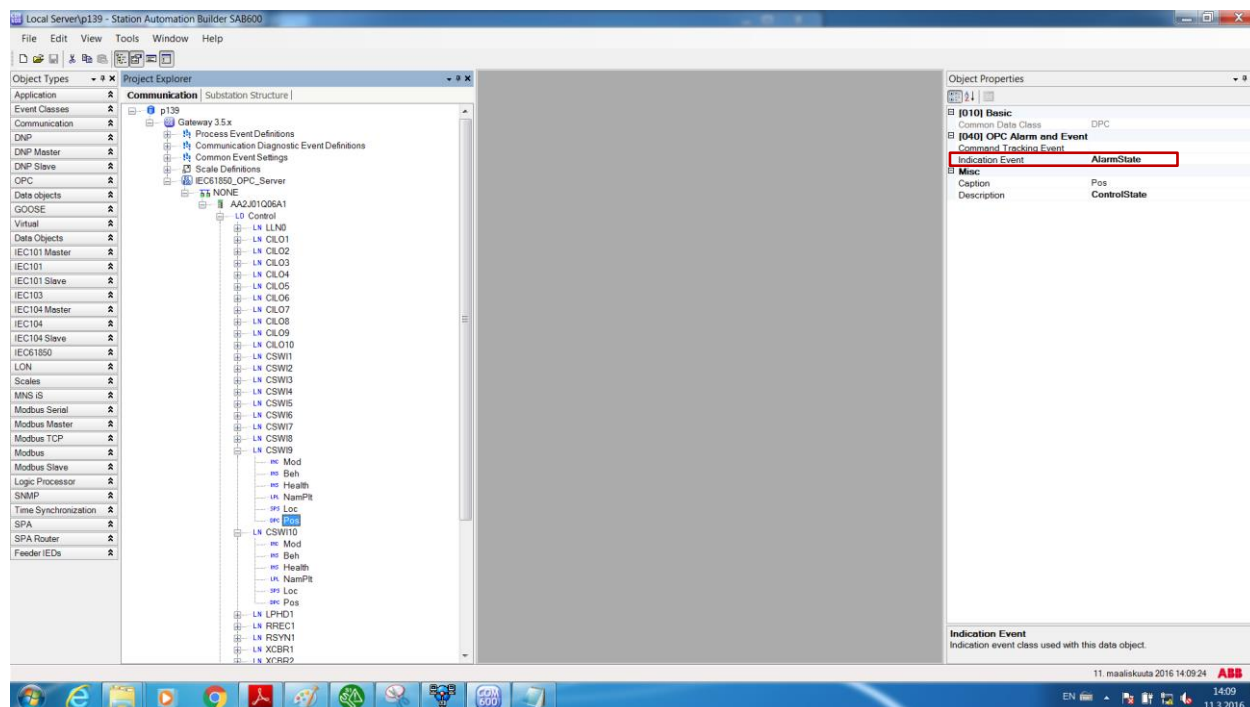 Local Server\p139 - Station Automation Builder SAB600
File Edit View Tools Window Help
Object Types
Application
Event Classes
Communication
DNP
DNP Master
DNP Slave
OPC
Data objects
GOOSE
Virtual
Data Objects
IEC101 Master
IEC101
IEC101 Slave
IEC103
IEC104 Master
IEC104
IEC104 Slave
IEC61850
LON
Scales
MNS iS
Modbus Serial
Modbus Master
Modbus TCP
Modbus
Modbus Slave
Logic Processor
SNMP
Time Synchronization
SPA
SPA Router
Feeder IEDs
Project Explorer
Communication Substation Structure
p139
Gateway 3.5.x
Process Event Definitions
Communication Diagnostic Event Definitions
Common Event Settings
Scale Definitions
IEC61850_OPC_Server
NONE
AA2J01Q06A1
LD Control
LN LLN0
LN CILO1
LN CILO2
LN CILO3
LN CILO4
LN CILO5
LN CILO6
LN CILO7
LN CILO8
LN CILO9
LN CILO10
LN CSWI1
LN CSWI2
LN CSWI3
LN CSWI4
LN CSWI5
LN CSWI6
LN CSWI7
LN CSWI8
LN CSWI9
Mod
Beh
Health
LPL NamPlt
SPS Loc
DPC Pos
LN CSWI10
Mod
Beh
Health
LPL NamPlt
SPS Loc
DPC Pos
LN LPHD1
LN RREC1
LN RSYN1
LN XCBR1
LN XCBR2
Object Properties
[010] Basic
Common Data Class DPC
[040] OPC Alarm and Event
Command Tracking Event
Indication Event AlarmState
Misc
Caption Pos
Description ControlState
Indication Event
Indication event class used with this data object.
11. maaliskuuta 2016 14:09:24 ABB
COM 600
EN 14:09
11.3.2016